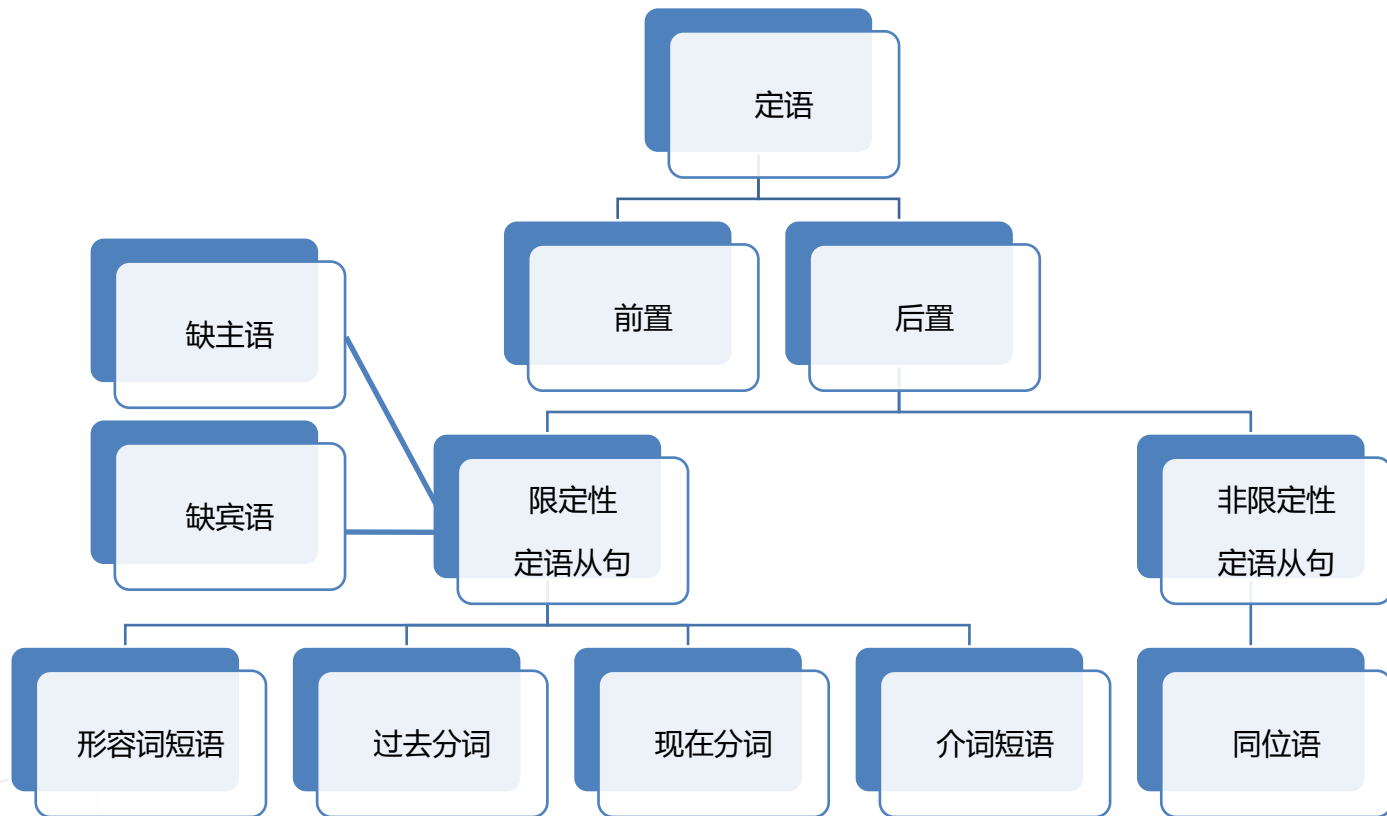 定语
前置
后置
缺主语
缺宾语
限定性
定语从句
非限定性
定语从句
形容词短语
过去分词
现在分词
介词短语
同位语